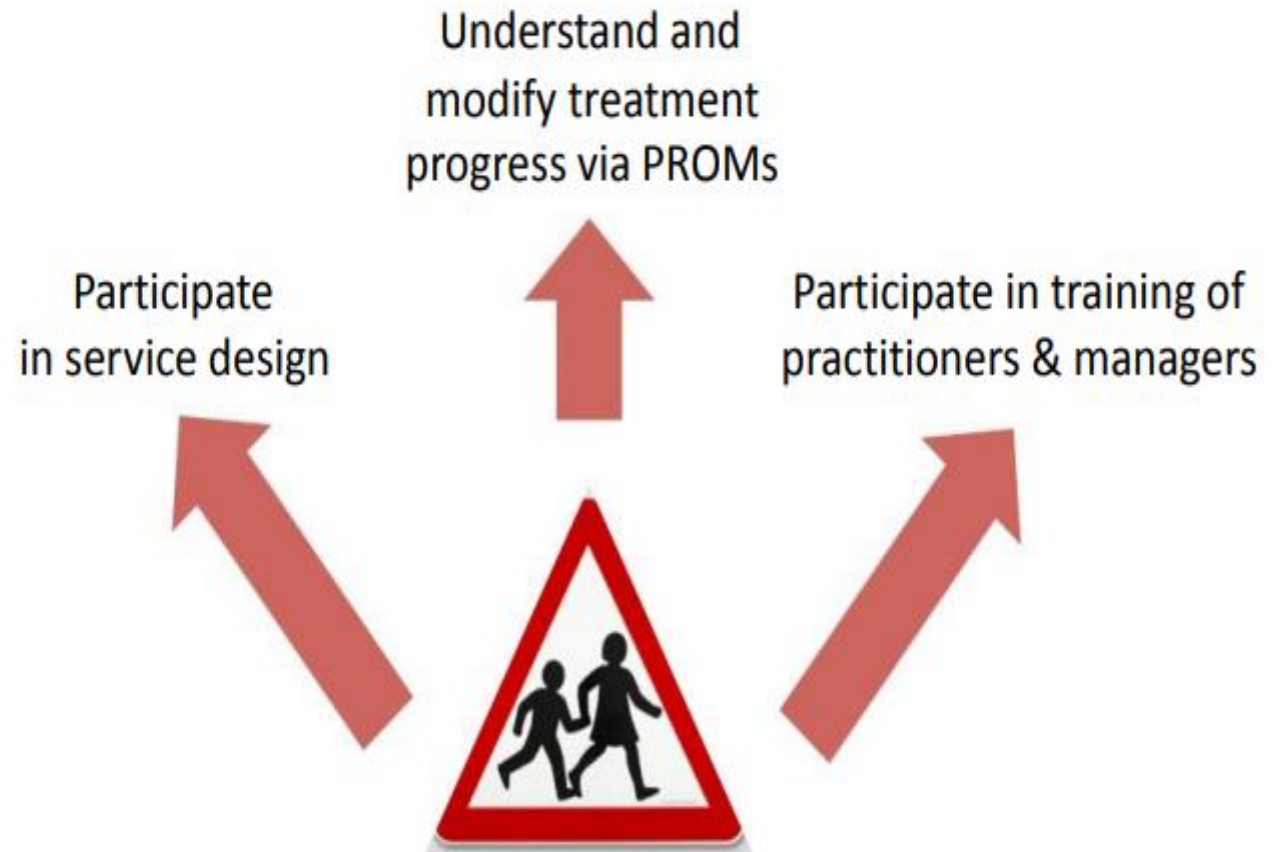 Understand and
modify treatment
progress via PROMs
Participate
in service design
Participate in training of
practitioners & managers